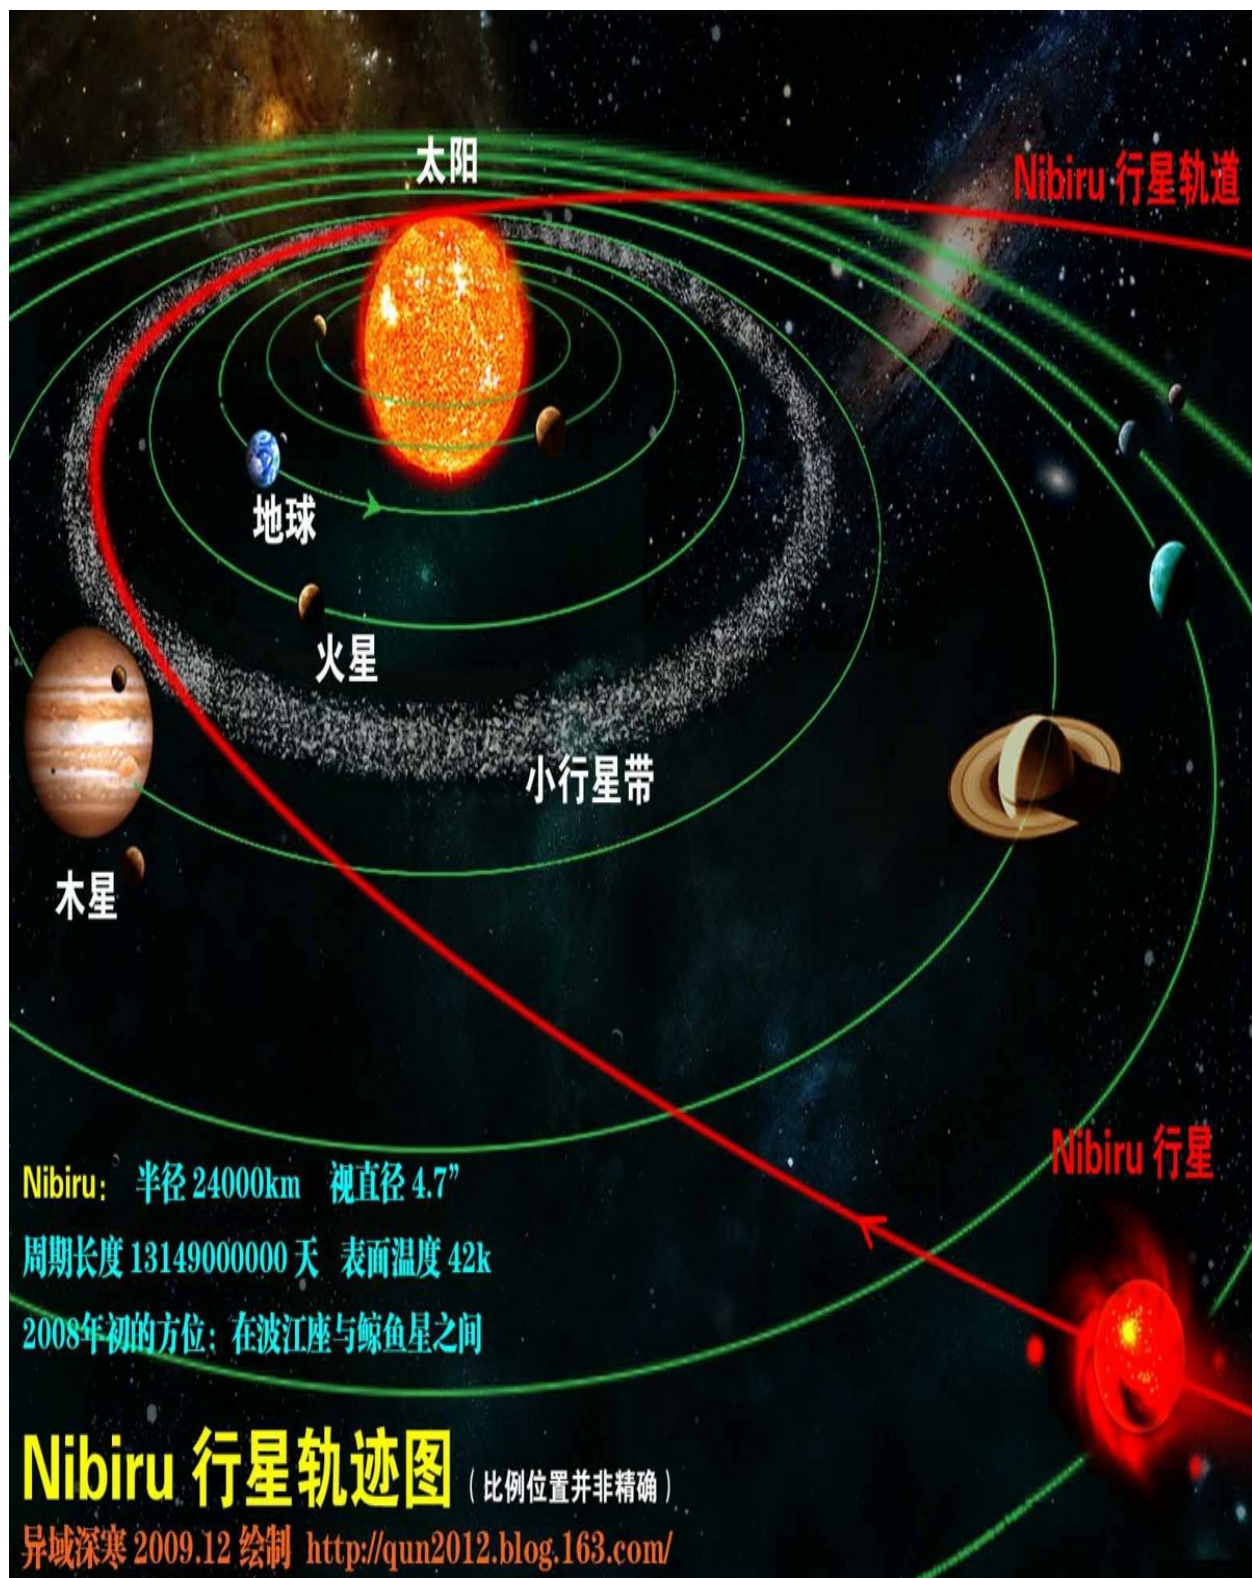 太阳
Nibiru 行星轨道
地球
火星
小行星带
木星
Nibiru 行星
Nibiru： 半径 24000km 视直径 4.7”
周期长度 13149000000 天 表面温度 42k
2008年初的方位：在波江座与鲸鱼星之间
Nibiru 行星轨迹图（比例位置并非精确）
异域深寒 2009.12 绘制 http://qun2012.blog.163.com/